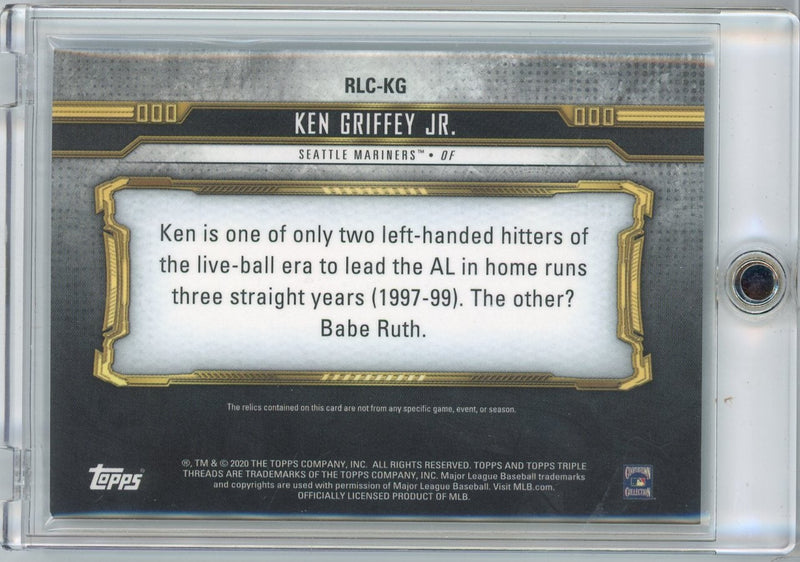 RLC-KG
KEN GRIFFEY JR.
SEATTLE MARINERS™ • OF
Ken is one of only two left-handed hitters of
the live-ball era to lead the AL in home runs
three straight years (1997-99). The other?
Babe Ruth.
The relics contained on this card are not from any specific game, event, or season.
®, TM & © 2020 THE TOPPS COMPANY, INC. ALL RIGHTS RESERVED. TOPPS AND TOPPS TRIPLE
THREADS ARE TRADEMARKS OF THE TOPPS COMPANY, INC. Major League Baseball trademarks
and copyrights are used with permission of Major League Baseball. Visit MLB.com.
OFFICIALLY LICENSED PRODUCT OF MLB.
topps®
COOPERSTOWN
COLLECTION